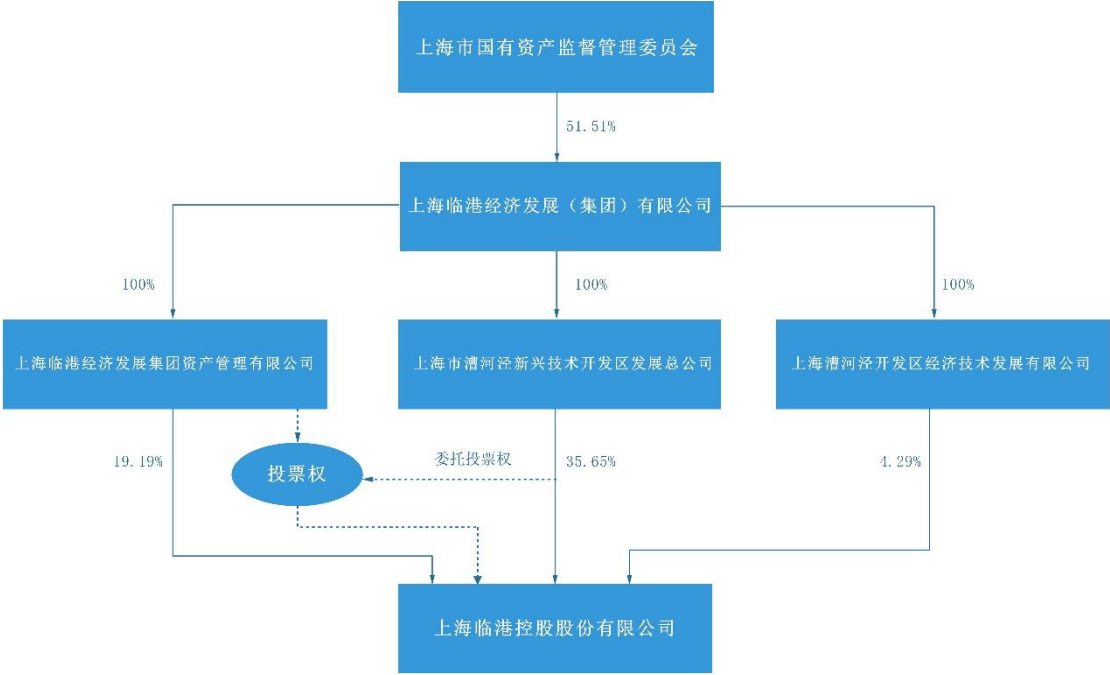 上海市国有资产监督管理委员会
51.51%
上海临港经济发展（集团）有限公司
100%
100%
100%
上海临港经济发展集团资产管理有限公司
上海市漕河泾新兴技术开发区发展总公司
上海漕河泾开发区经济技术发展有限公司
19.19%
投票权
委托投票权
35.65%
4.29%
上海临港控股股份有限公司